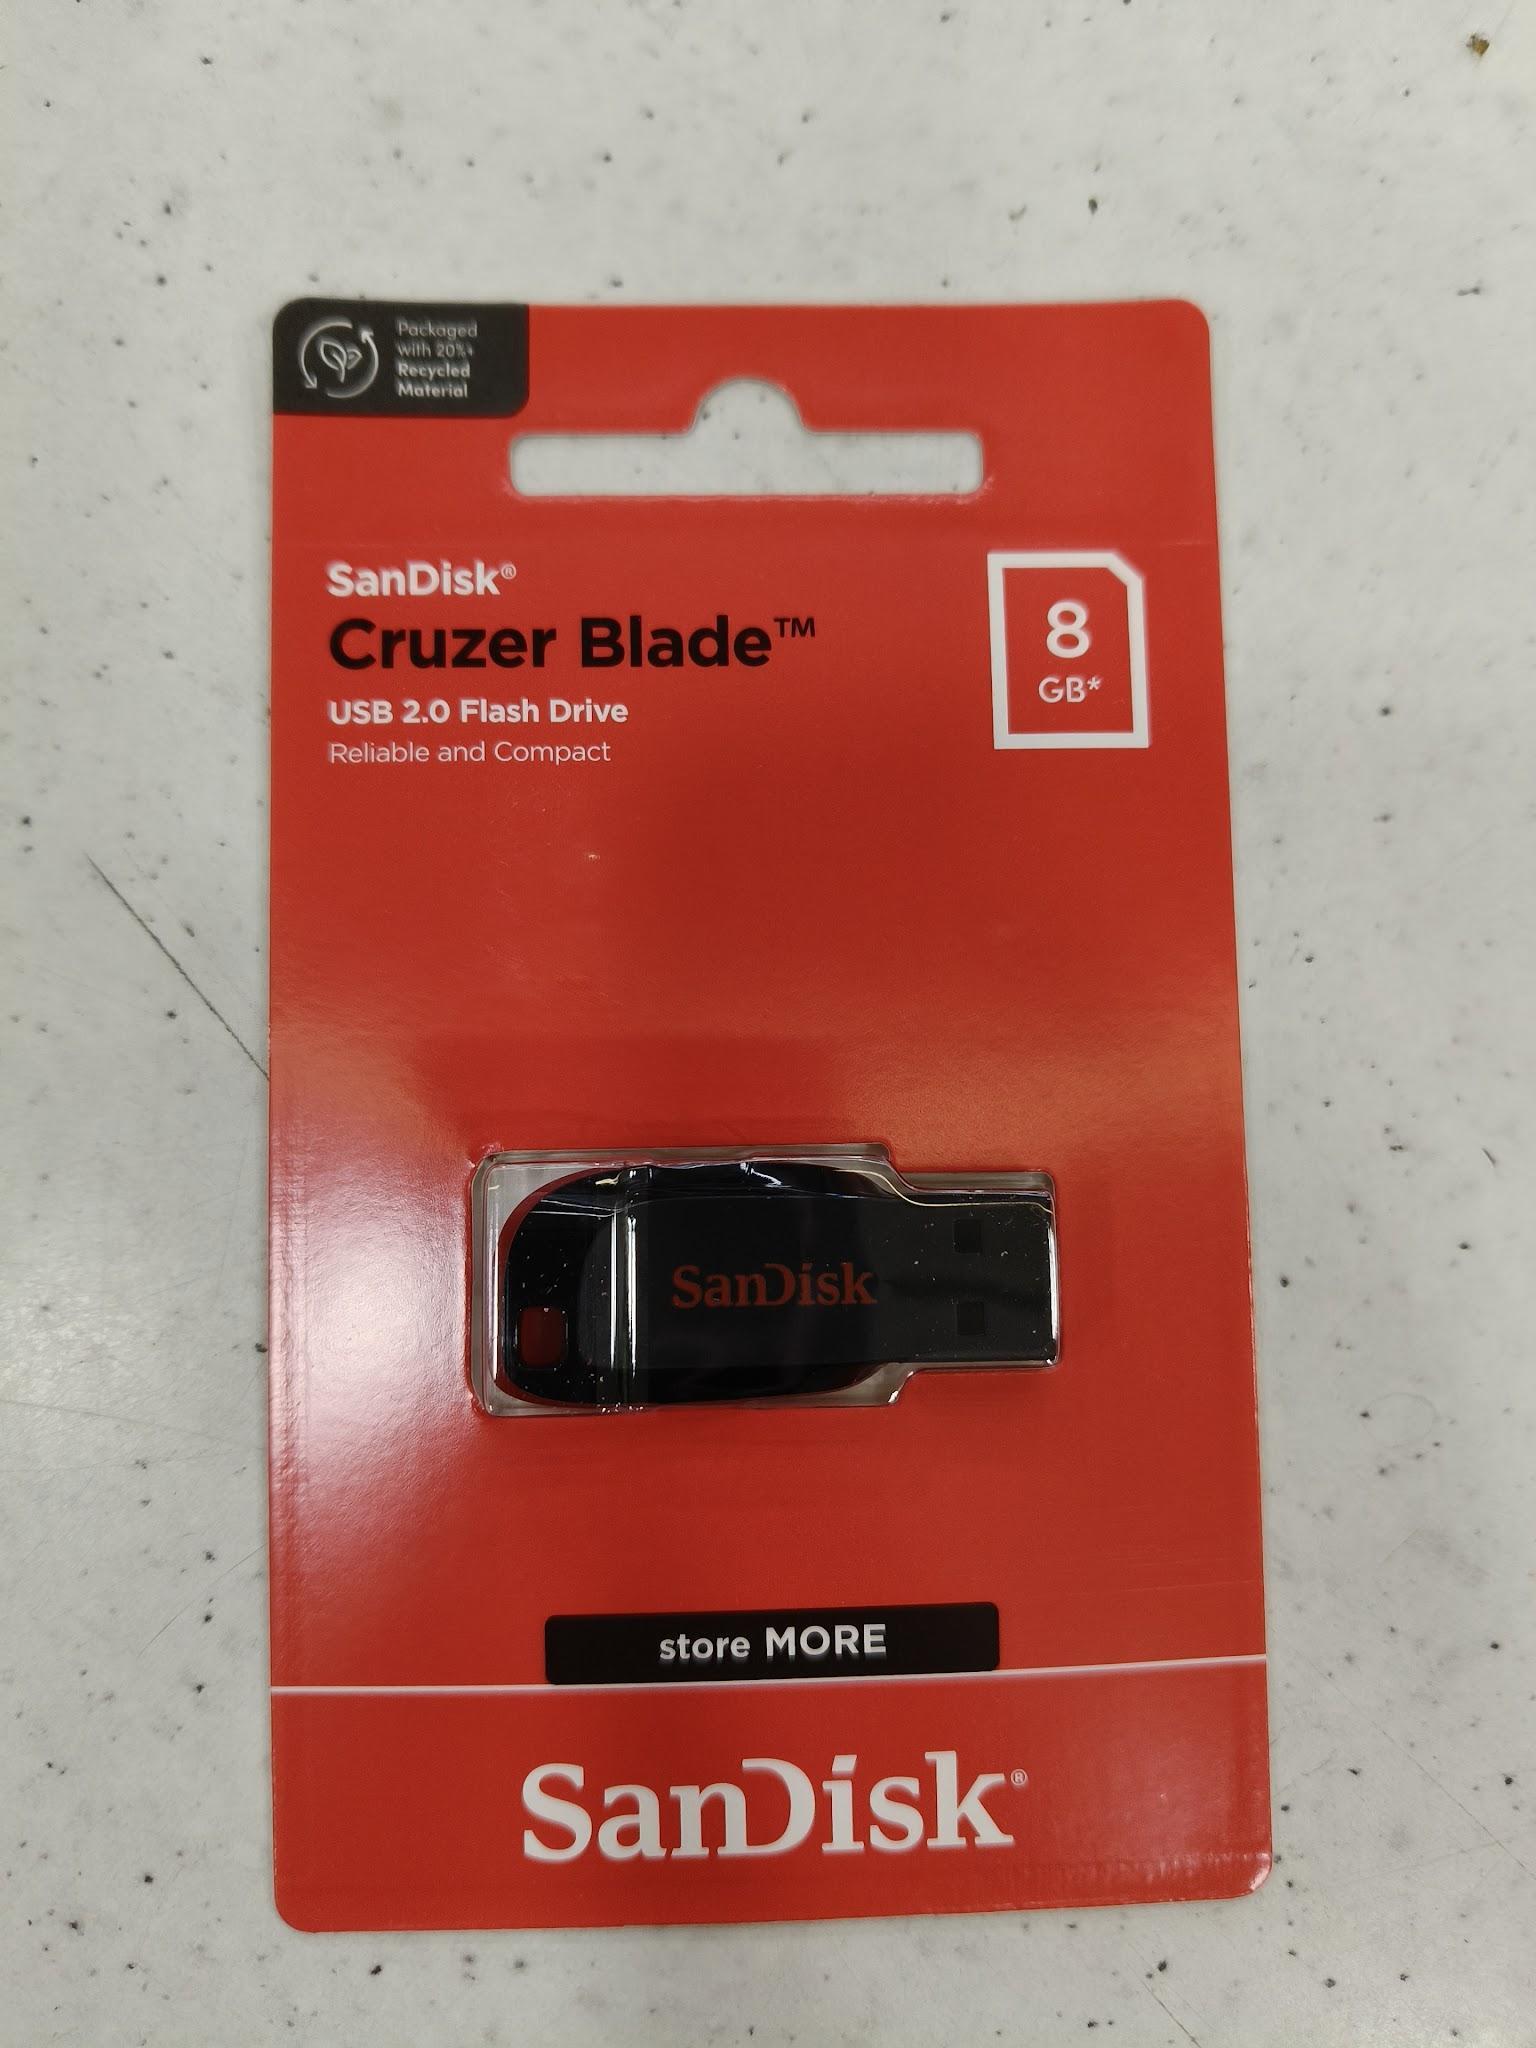 Packaged
with 20%+
Recycled
Material
SanDisk®
Cruzer Blade™
USB 2.0 Flash Drive
Reliable and Compact
8
GB*
SanDisk
store MORE
SanDisk®